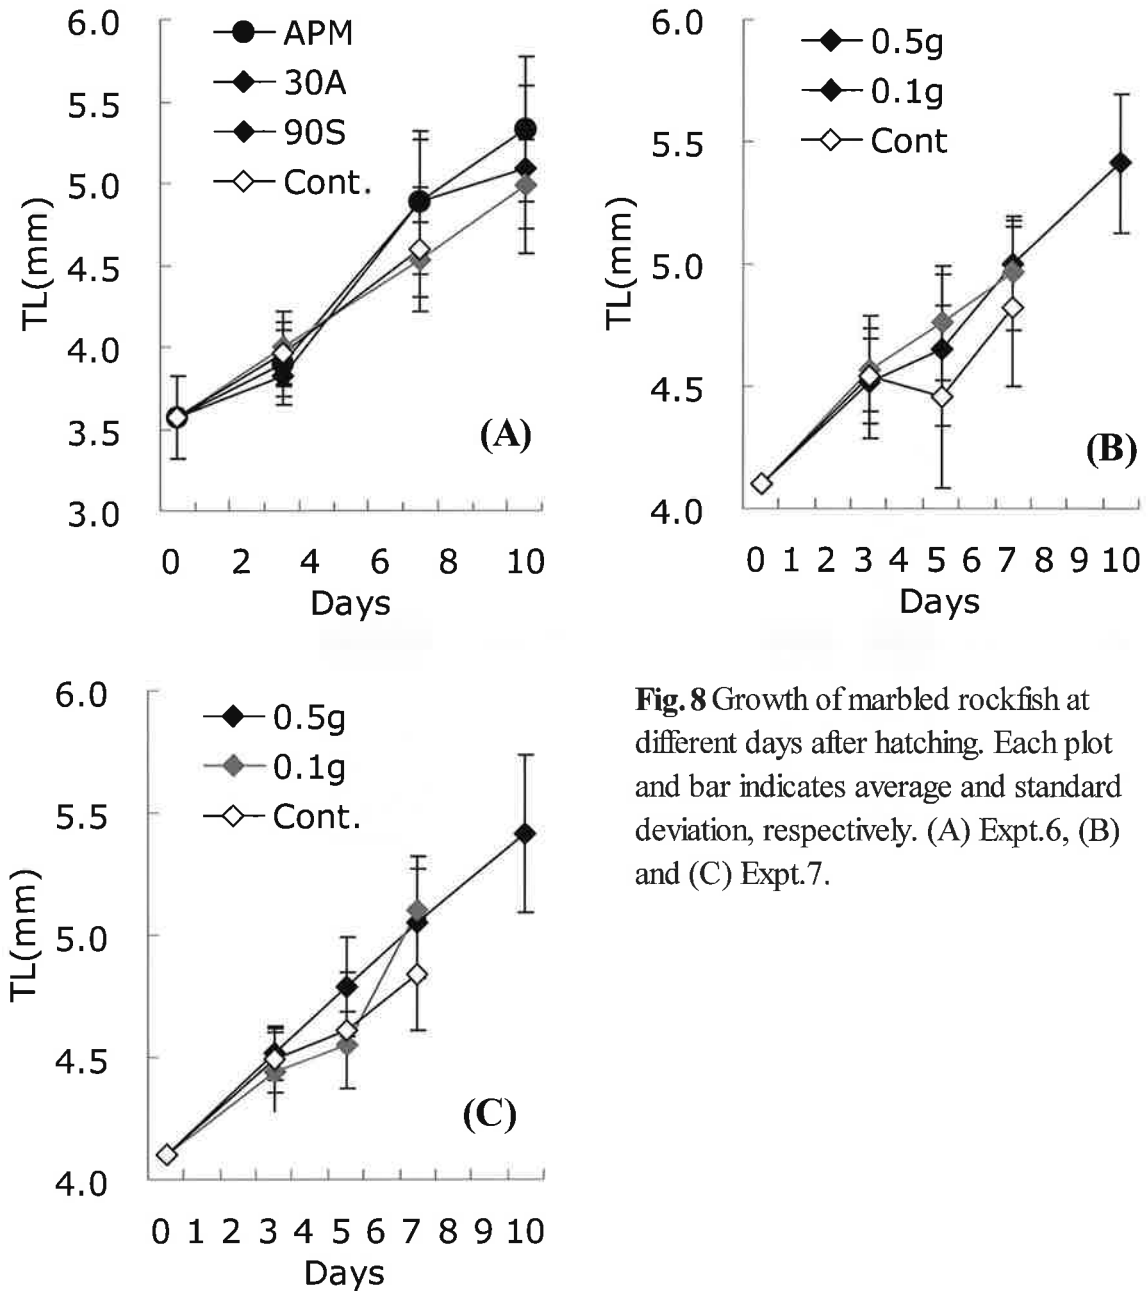 6.0
5.5
5.0
4.5
4.0
3.5
3.0
TL(mm)
APM
30A
90S
Cont.
(A)
0 2 4 6 8 10
Days
6.0
5.5
5.0
4.5
4.0
TL(mm)
0.5g
0.1g
Cont
(B)
0 1 2 3 4 5 6 7 8 9 10
Days
6.0
5.5
5.0
4.5
4.0
TL(mm)
0.5g
0.1g
Cont.
(C)
0 1 2 3 4 5 6 7 8 9 10
Days
Fig. 8 Growth of marbled rockfish at
different days after hatching. Each plot
and bar indicates average and standard
deviation, respectively. (A) Expt.6, (B)
and (C) Expt.7.